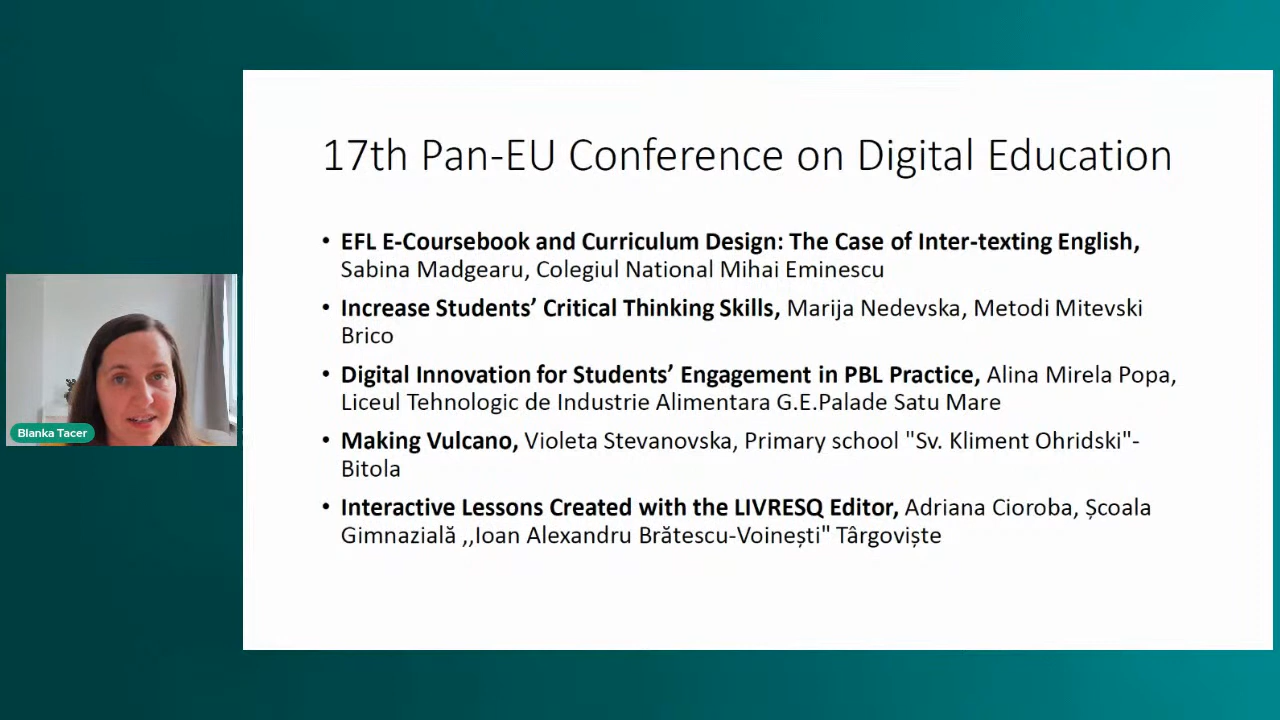 17th Pan-EU Conference on Digital Education
• EFL E-Coursebook and Curriculum Design: The Case of Inter-texting English,
Sabina Madgearu, Colegiul National Mihai Eminescu
• Increase Students’ Critical Thinking Skills, Marija Nedevska, Metodi Mitevski
Brico
• Digital Innovation for Students’ Engagement in PBL Practice, Alina Mirela Popa,
Liceul Tehnologic de Industrie Alimentara G.E.Palade Satu Mare
• Making Vulcano, Violeta Stevanovska, Primary school "Sv. Kliment Ohridski"-
Bitola
• Interactive Lessons Created with the LIVRESQ Editor, Adriana Cioroba, Școala
Gimnazială ,,Ioan Alexandru Brătescu-Voinești" Târgoviște
Blanka Tacer